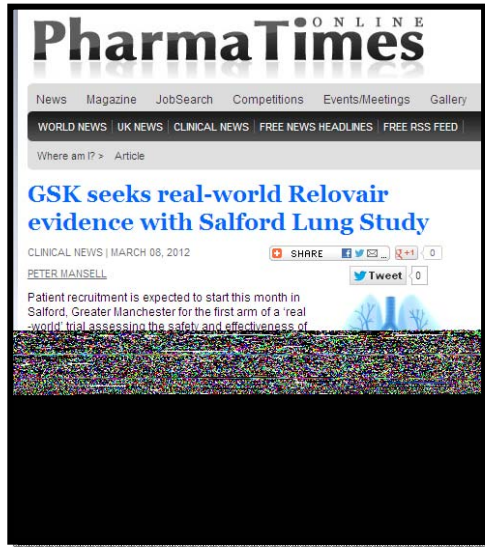 ONLINE
PharmaTimes
News Magazine JobSearch Competitions Events/Meetings Gallery
WORLD NEWS | UK NEWS | CLINICAL NEWS | FREE NEWS HEADLINES | FREE RSS FEED |
Where am I? > Article
GSK seeks real-world Relovair
evidence with Salford Lung Study
CLINICAL NEWS | MARCH 08, 2012
SHARE
g+1 0
PETER MANSELL
Tweet 0
Patient recruitment is expected to start this month in
Salford, Greater Manchester for the first arm of a 'real
-world' trial assessing the safety and effectiveness of